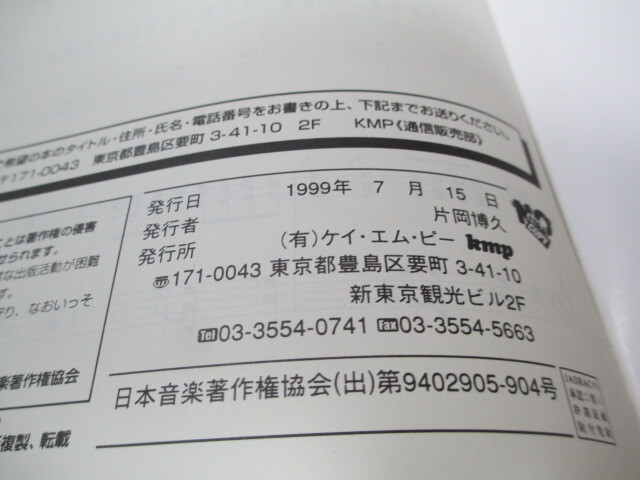 希望の本のタイトル・住所・氏名・電話番号をお書きの上、下記までお送りください。
〒171-0043 東京都豊島区要町3-41-10 2F KMP《通信販売部》
ことは著作権の侵害
せられます。
な出版活動が困難
す。
守り、なおいっそ
楽著作権協会
複製、転載
発行日 1999年 7 月 15 日
発行者 片岡博久
発行所 (有)ケイ・エム・ピー kmp
〒171-0043 東京都豊島区要町 3-41-10
新東京観光ビル2F
Tel 03-3554-0741 Fax 03-3554-5663
日本音楽著作権協会(出)第9402905-904号